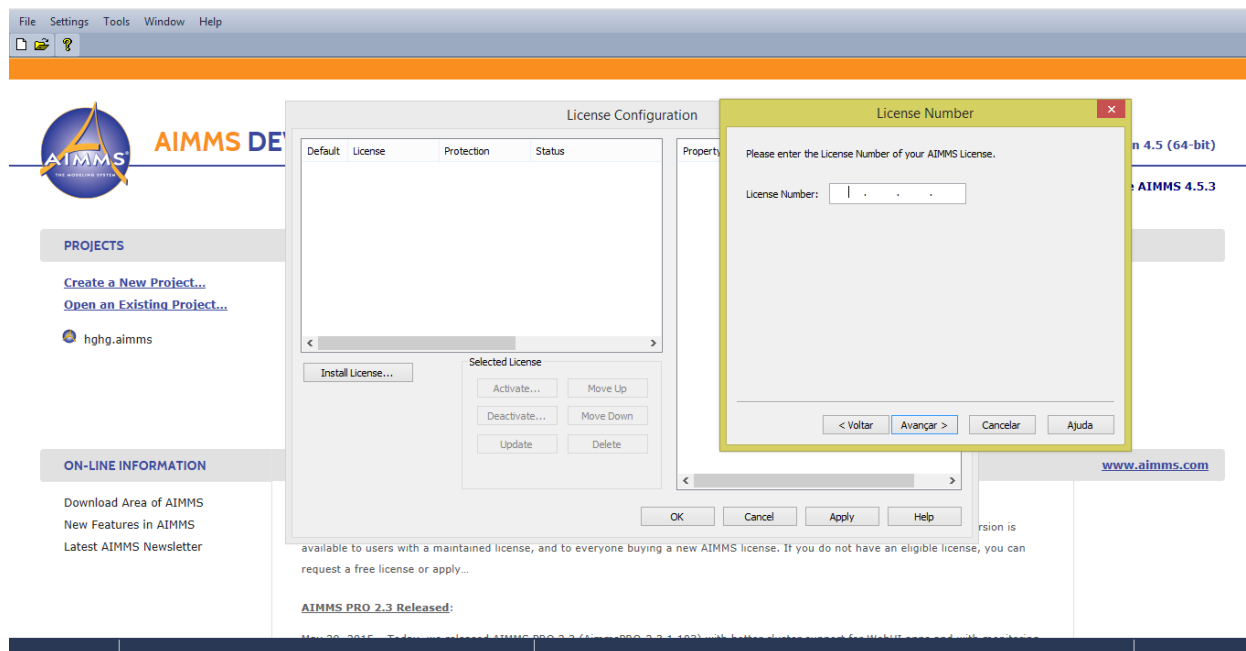 File Settings Tools Window Help
AIMMS
THE MODELING SYSTEM
AIMMS DE
n 4.5 (64-bit)
AIMMS 4.5.3
License Configuration
Default License Protection Status
Property
Install License...
Selected License
Activate... Move Up
Deactivate... Move Down
Update Delete
OK Cancel Apply Help
License Number
Please enter the License Number of your AIMMS License.
License Number: . . .
< Voltar Avançar > Cancelar Ajuda
PROJECTS
Create a New Project...
Open an Existing Project...
hghg.aimms
ON-LINE INFORMATION
www.aimms.com
Download Area of AIMMS
New Features in AIMMS
Latest AIMMS Newsletter
rsion is
available to users with a maintained license, and to everyone buying a new AIMMS license. If you do not have an eligible license, you can
request a free license or apply...
AIMMS PRO 2.3 Released: